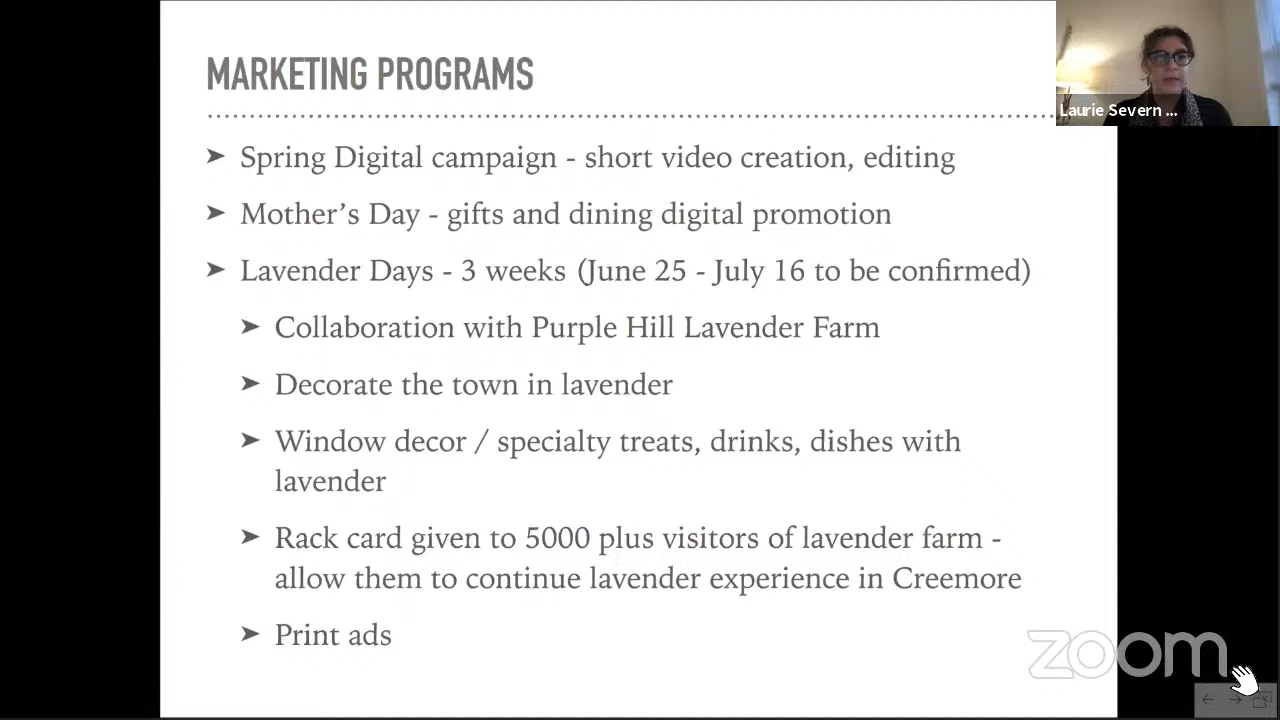 MARKETING PROGRAMS
Laurie Severn ...
➤ Spring Digital campaign - short video creation, editing
➤ Mother’s Day - gifts and dining digital promotion
➤ Lavender Days - 3 weeks (June 25 - July 16 to be confirmed)
➤ Collaboration with Purple Hill Lavender Farm
➤ Decorate the town in lavender
➤ Window decor / specialty treats, drinks, dishes with
lavender
➤ Rack card given to 5000 plus visitors of lavender farm -
allow them to continue lavender experience in Creemore
➤ Print ads
zoom